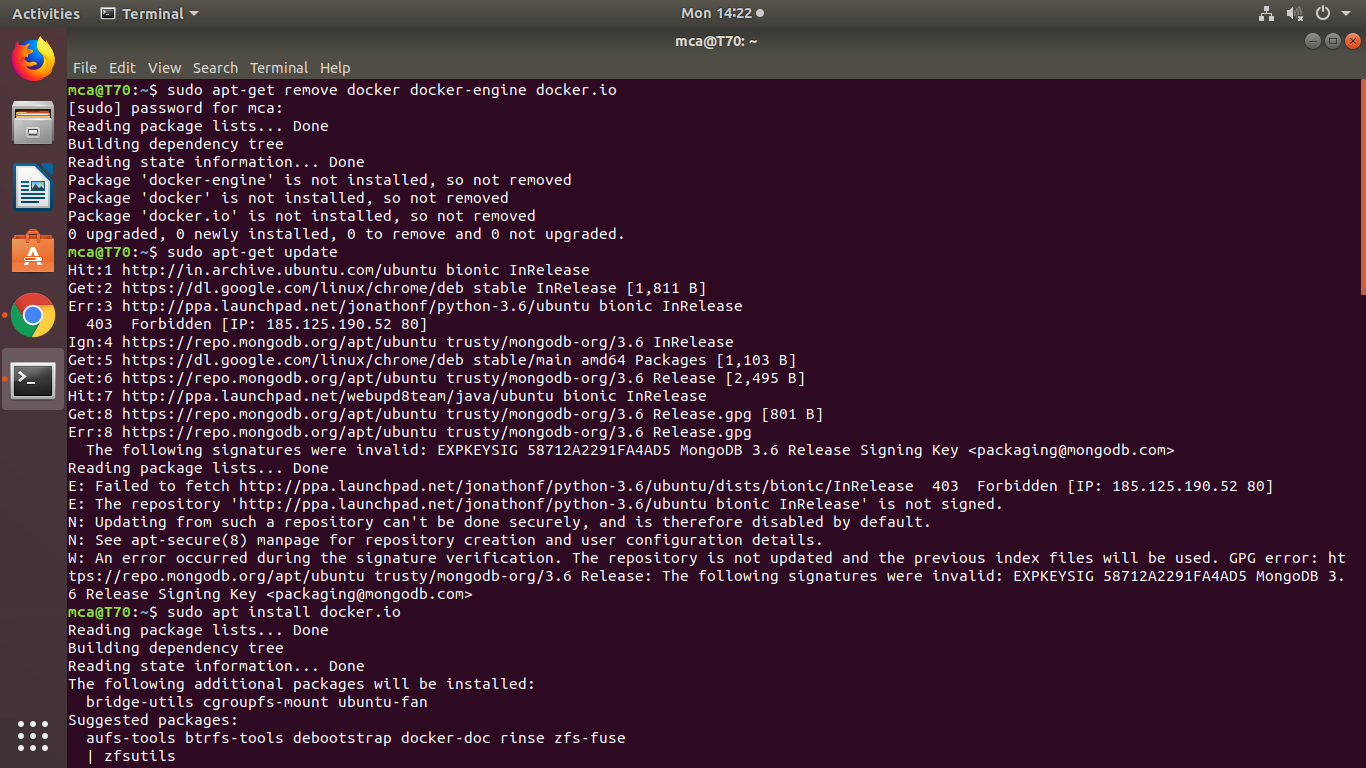 Activities Terminal Mon 14:22
mca@T70: ~
File Edit View Search Terminal Help
mca@T70:~$ sudo apt-get remove docker docker-engine docker.io
[sudo] password for mca:
Reading package lists... Done
Building dependency tree
Reading state information... Done
Package 'docker-engine' is not installed, so not removed
Package 'docker' is not installed, so not removed
Package 'docker.io' is not installed, so not removed
0 upgraded, 0 newly installed, 0 to remove and 0 not upgraded.
mca@T70:~$ sudo apt-get update
Hit:1 http://in.archive.ubuntu.com/ubuntu bionic InRelease
Get:2 https://dl.google.com/linux/chrome/deb stable InRelease [1,811 B]
Err:3 http://ppa.launchpad.net/jonathonf/python-3.6/ubuntu bionic InRelease
  403  Forbidden [IP: 185.125.190.52 80]
Ign:4 https://repo.mongodb.org/apt/ubuntu trusty/mongodb-org/3.6 InRelease
Get:5 https://dl.google.com/linux/chrome/deb stable/main amd64 Packages [1,103 B]
Get:6 https://repo.mongodb.org/apt/ubuntu trusty/mongodb-org/3.6 Release [2,495 B]
Hit:7 http://ppa.launchpad.net/webupd8team/java/ubuntu bionic InRelease
Get:8 https://repo.mongodb.org/apt/ubuntu trusty/mongodb-org/3.6 Release.gpg [801 B]
Err:8 https://repo.mongodb.org/apt/ubuntu trusty/mongodb-org/3.6 Release.gpg
  The following signatures were invalid: EXPKEYSIG 58712A2291FA4AD5 MongoDB 3.6 Release Signing Key <packaging@mongodb.com>
Reading package lists... Done
E: Failed to fetch http://ppa.launchpad.net/jonathonf/python-3.6/ubuntu/dists/bionic/InRelease  403  Forbidden [IP: 185.125.190.52 80]
E: The repository 'http://ppa.launchpad.net/jonathonf/python-3.6/ubuntu bionic InRelease' is not signed.
N: Updating from such a repository can't be done securely, and is therefore disabled by default.
N: See apt-secure(8) manpage for repository creation and user configuration details.
W: An error occurred during the signature verification. The repository is not updated and the previous index files will be used. GPG error: ht
tps://repo.mongodb.org/apt/ubuntu trusty/mongodb-org/3.6 Release: The following signatures were invalid: EXPKEYSIG 58712A2291FA4AD5 MongoDB 3.
6 Release Signing Key <packaging@mongodb.com>
mca@T70:~$ sudo apt install docker.io
Reading package lists... Done
Building dependency tree
Reading state information... Done
The following additional packages will be installed:
  bridge-utils cgroupfs-mount ubuntu-fan
Suggested packages:
  aufs-tools btrfs-tools debootstrap docker-doc rinse zfs-fuse
  | zfsutils